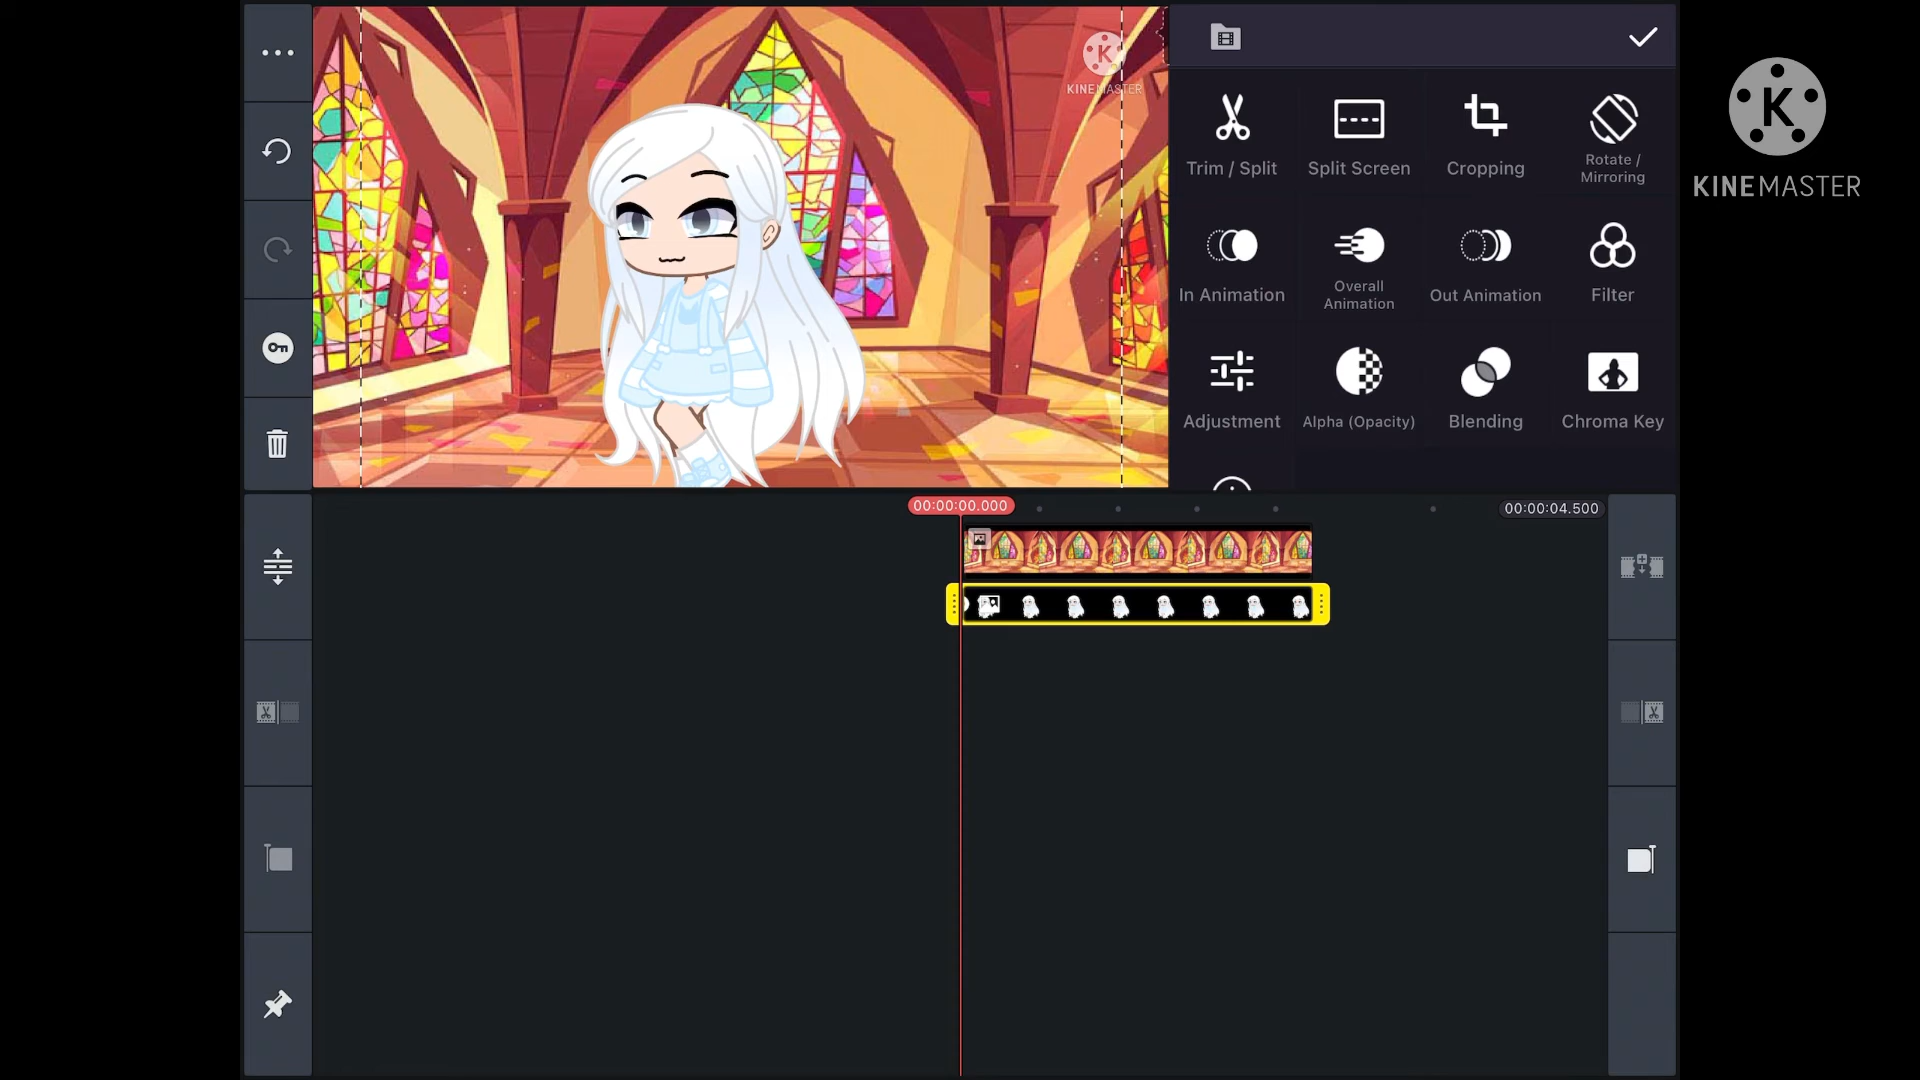 KINEMASTER
KINEMASTER
Trim / Split
Split Screen
Cropping
Rotate /
Mirroring
In Animation
Overall
Animation
Out Animation
Filter
Adjustment
Alpha (Opacity)
Blending
Chroma Key
00:00:00.000
00:00:04.500